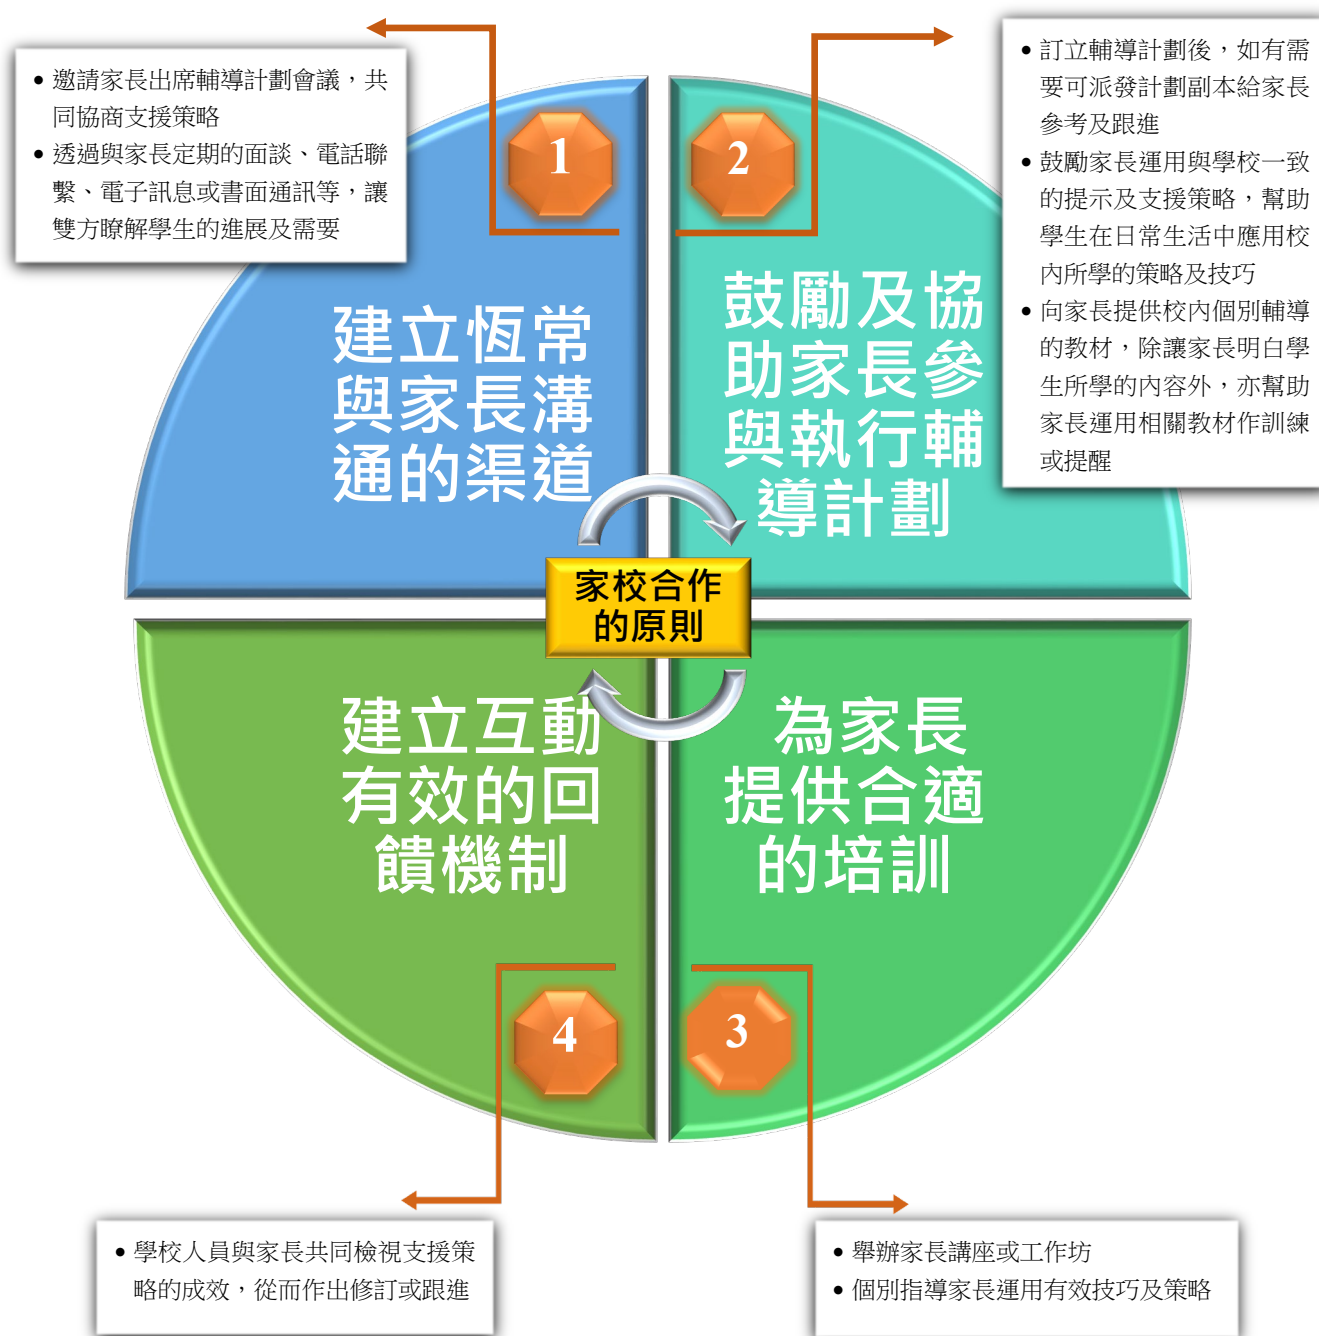 • 邀請家長出席輔導計劃會議，共
同協商支援策略
• 透過與家長定期的面談、電話聯
繫、電子訊息或書面通訊等，讓
雙方瞭解學生的進展及需要
1
建立恆常
與家長溝
通的渠道
• 訂立輔導計劃後，如有需
要可派發計劃副本給家長
參考及跟進
• 鼓勵家長運用與學校一致
的提示及支援策略，幫助
學生在日常生活中應用校
內所學的策略及技巧
• 向家長提供校內個別輔導
的教材，除讓家長明白學
生所學的內容外，亦幫助
家長運用相關教材作訓練
或提醒
2
鼓勵及協
助家長參
與執行輔
導計劃
家校合作
的原則
為家長
提供合適
的培訓
3
• 舉辦家長講座或工作坊
• 個別指導家長運用有效技巧及策略
建立互動
有效的回
饋機制
4
• 學校人員與家長共同檢視支援策
略的成效，從而作出修訂或跟進